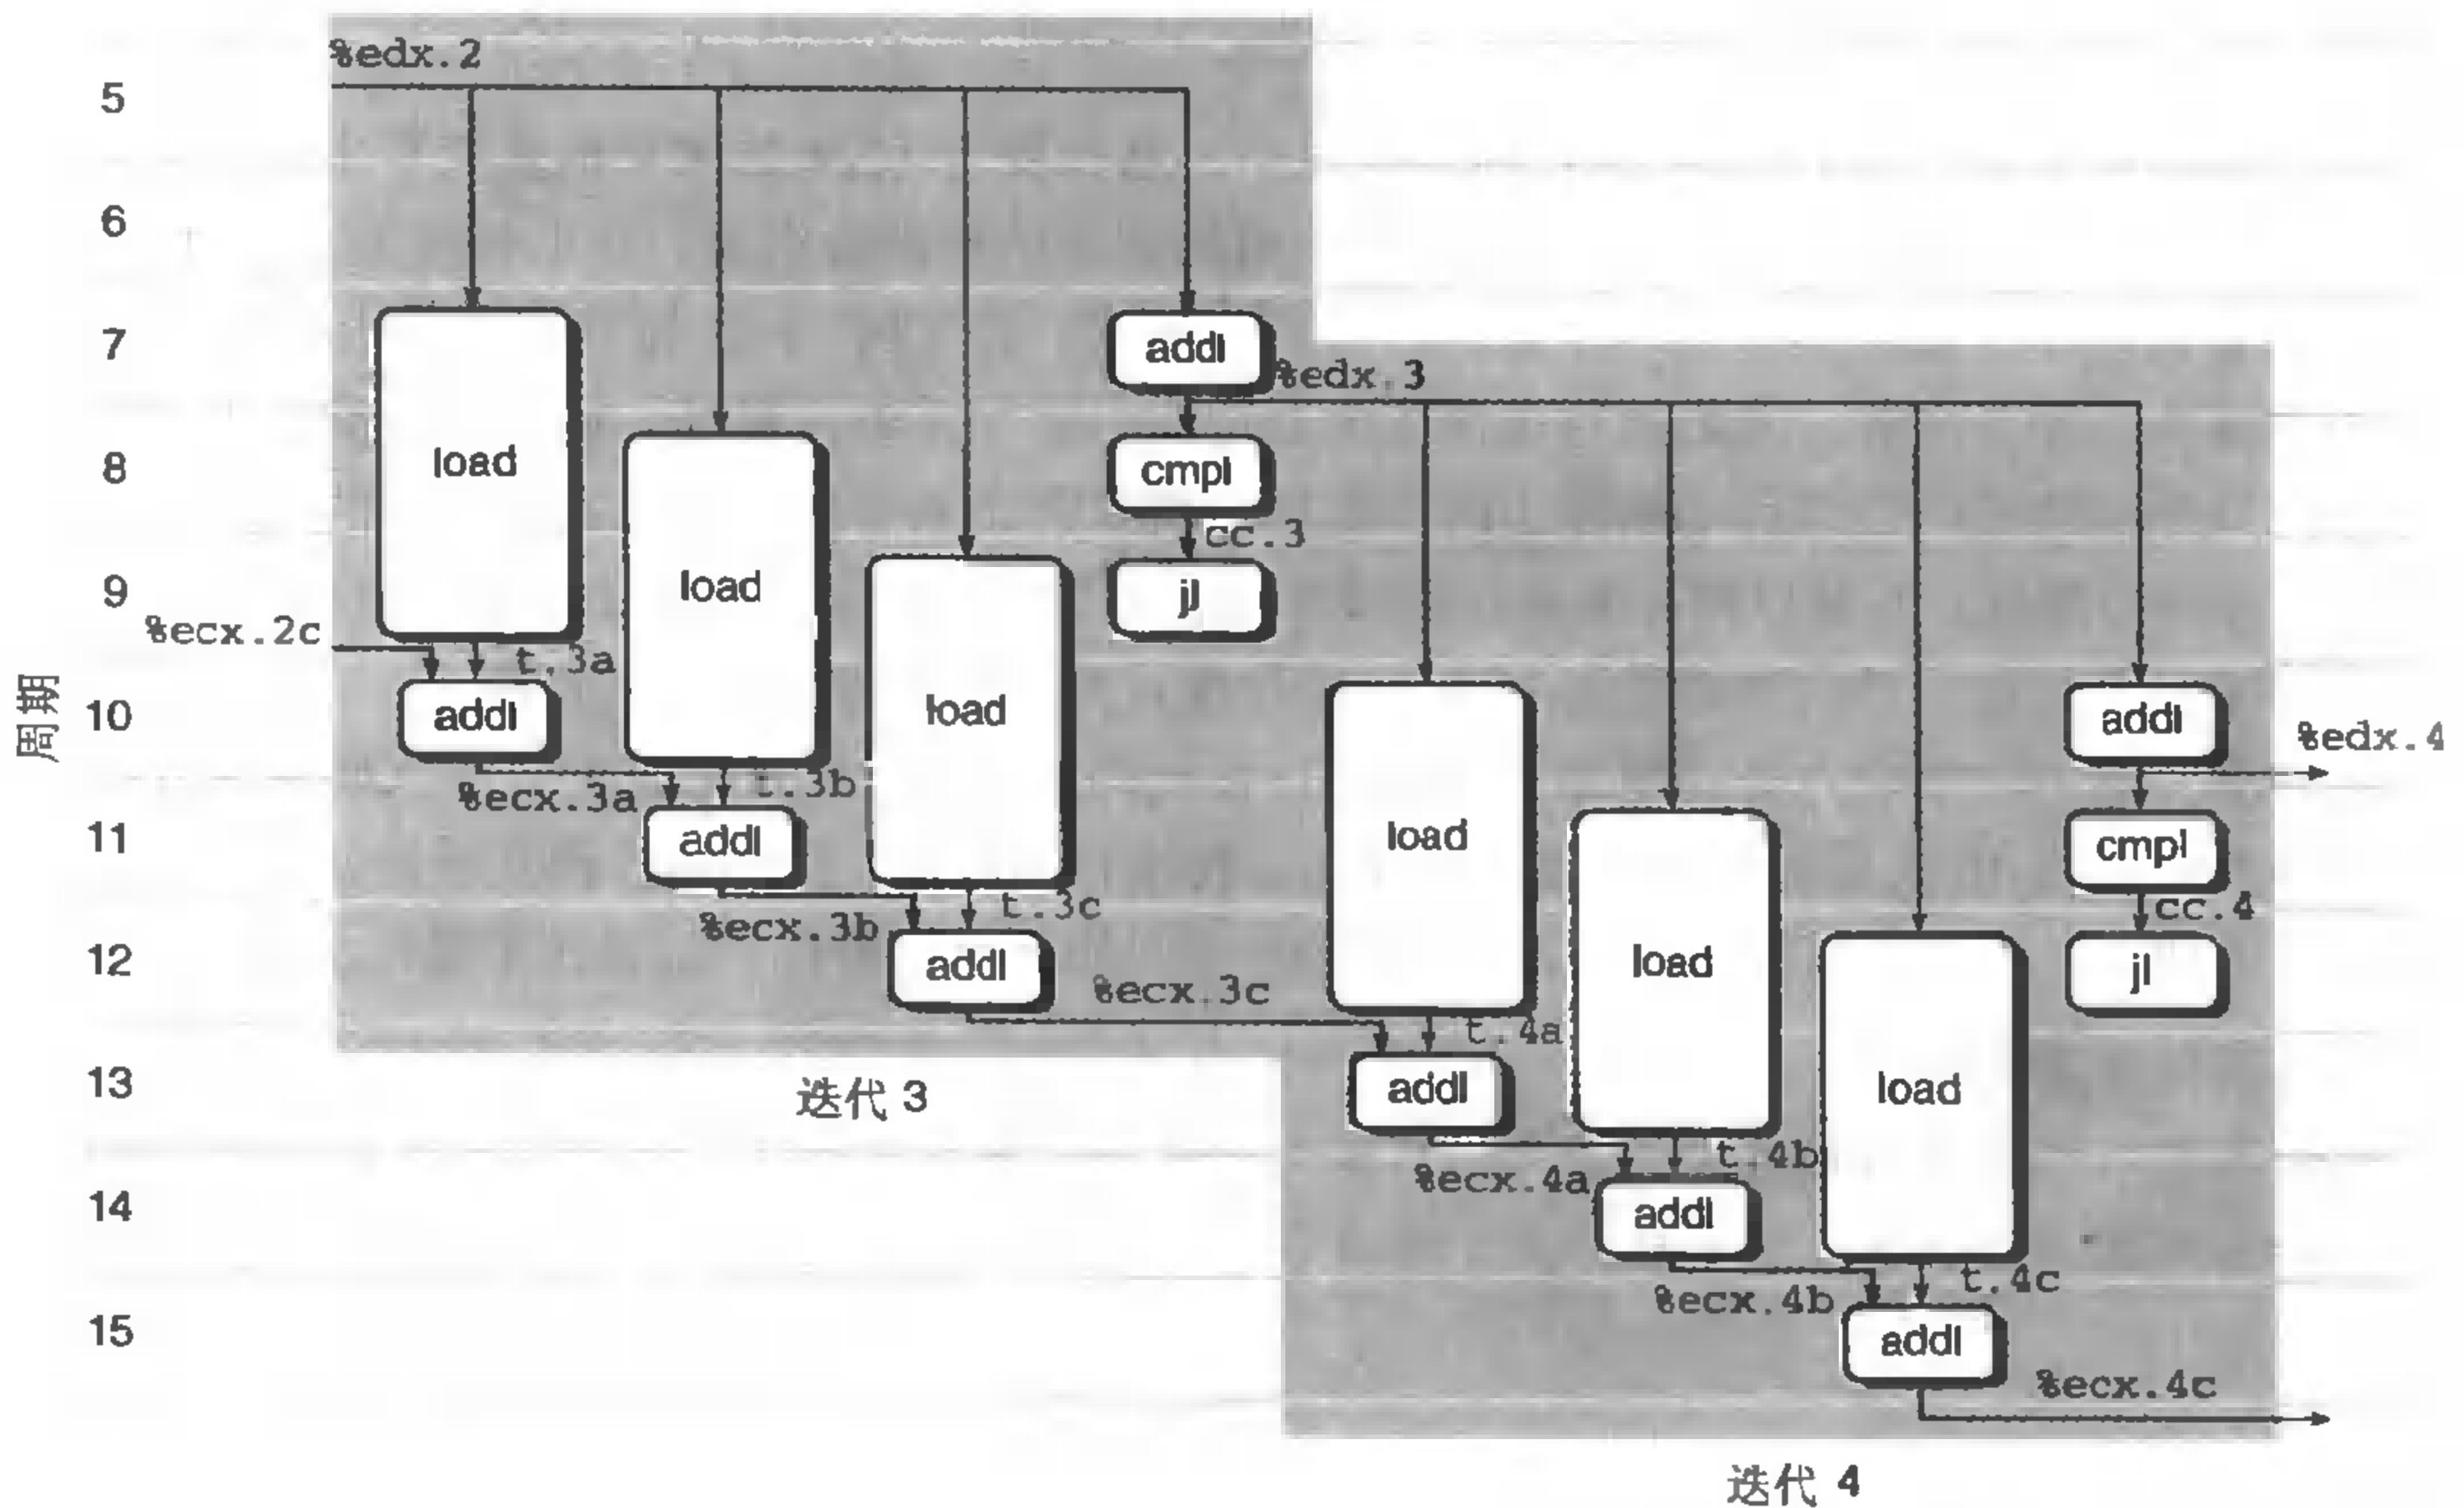 %edx.2
5
6
7
addl
%edx.3
load
8
cmpl
load
cc.3
9
jl
%ecx.2c
t.3a
周期
10
addl
load
load
addl
%edx.4
%ecx.3a
t.3b
11
addl
load
cmpl
%ecx.3b
t.3c
cc.4
12
addl
load
jl
%ecx.3c
t.4a
13
addl
load
迭代 3
%ecx.4a
t.4b
14
addl
%ecx.4b
t.4c
15
addl
%ecx.4c
迭代 4